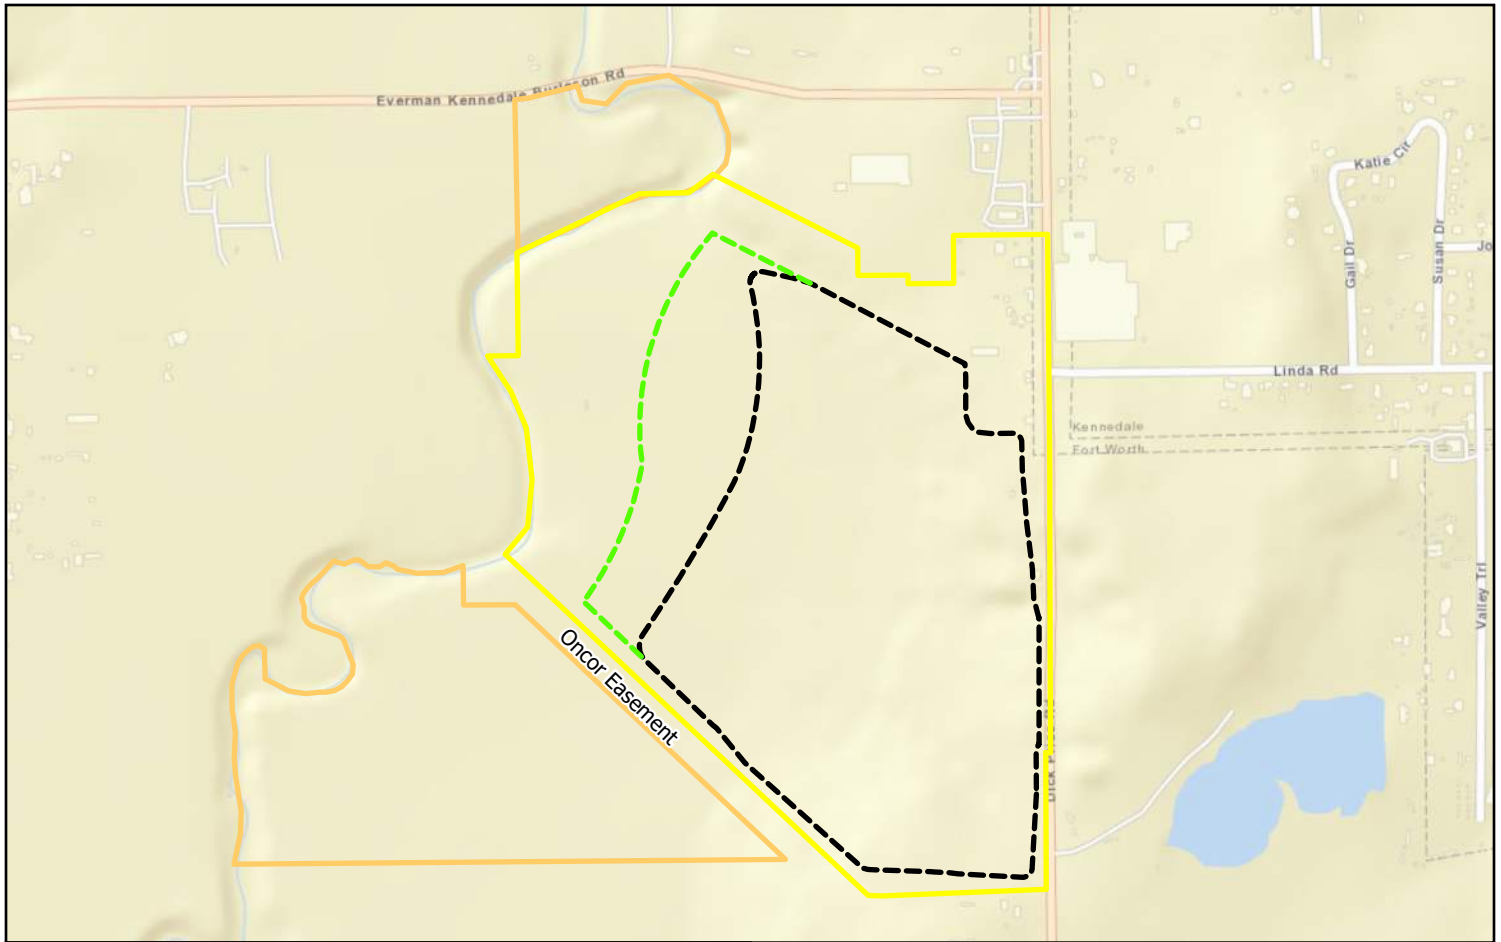 Everman Kennedale Burleson Rd
Katie Cir
Gail Dr
Susan Dr
Jo
Linda Rd
Kennedale
Fort Worth
Valley Trl
Oncor Easement